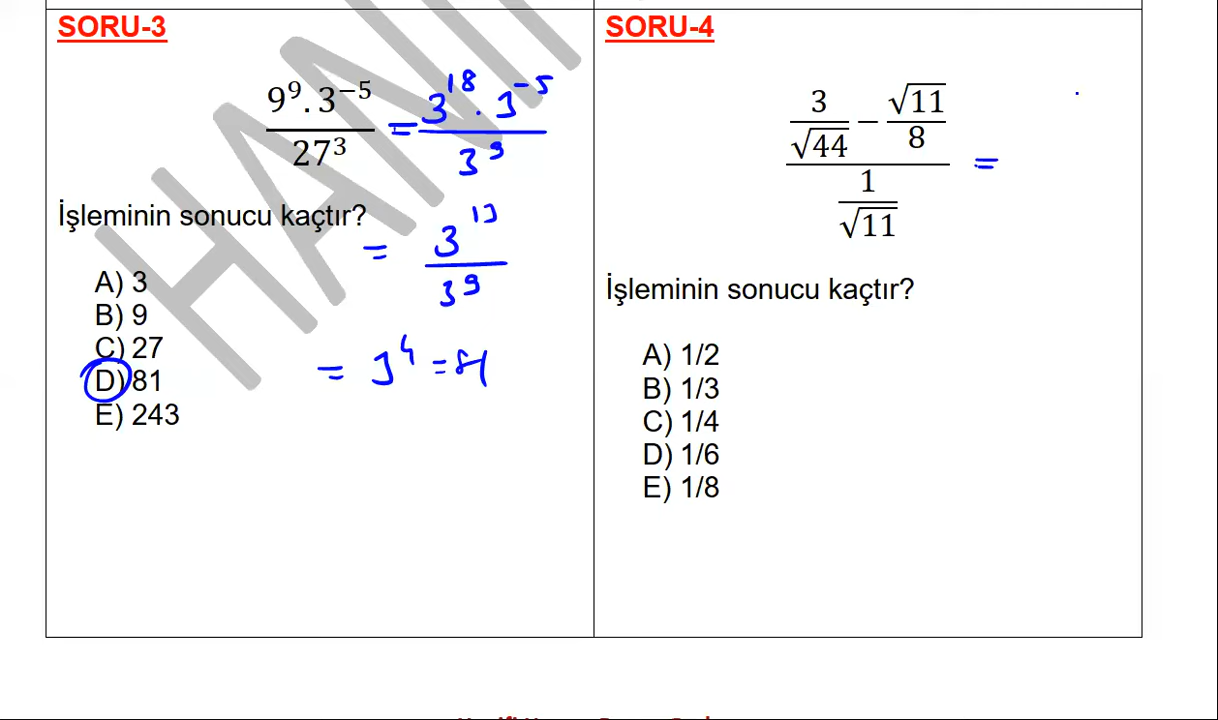 SORU-3
9⁹.3⁻⁵ / 27³ = 3¹⁸ · 3⁻⁵ / 3⁹
İşleminin sonucu kaçtır?
= 3¹³ / 3⁹
A) 3
B) 9
C) 27
= 3⁴ = 81
D) 81
E) 243
SORU-4
(3/√44 − √11/8) / (1/√11) =
İşleminin sonucu kaçtır?
A) 1/2
B) 1/3
C) 1/4
D) 1/6
E) 1/8